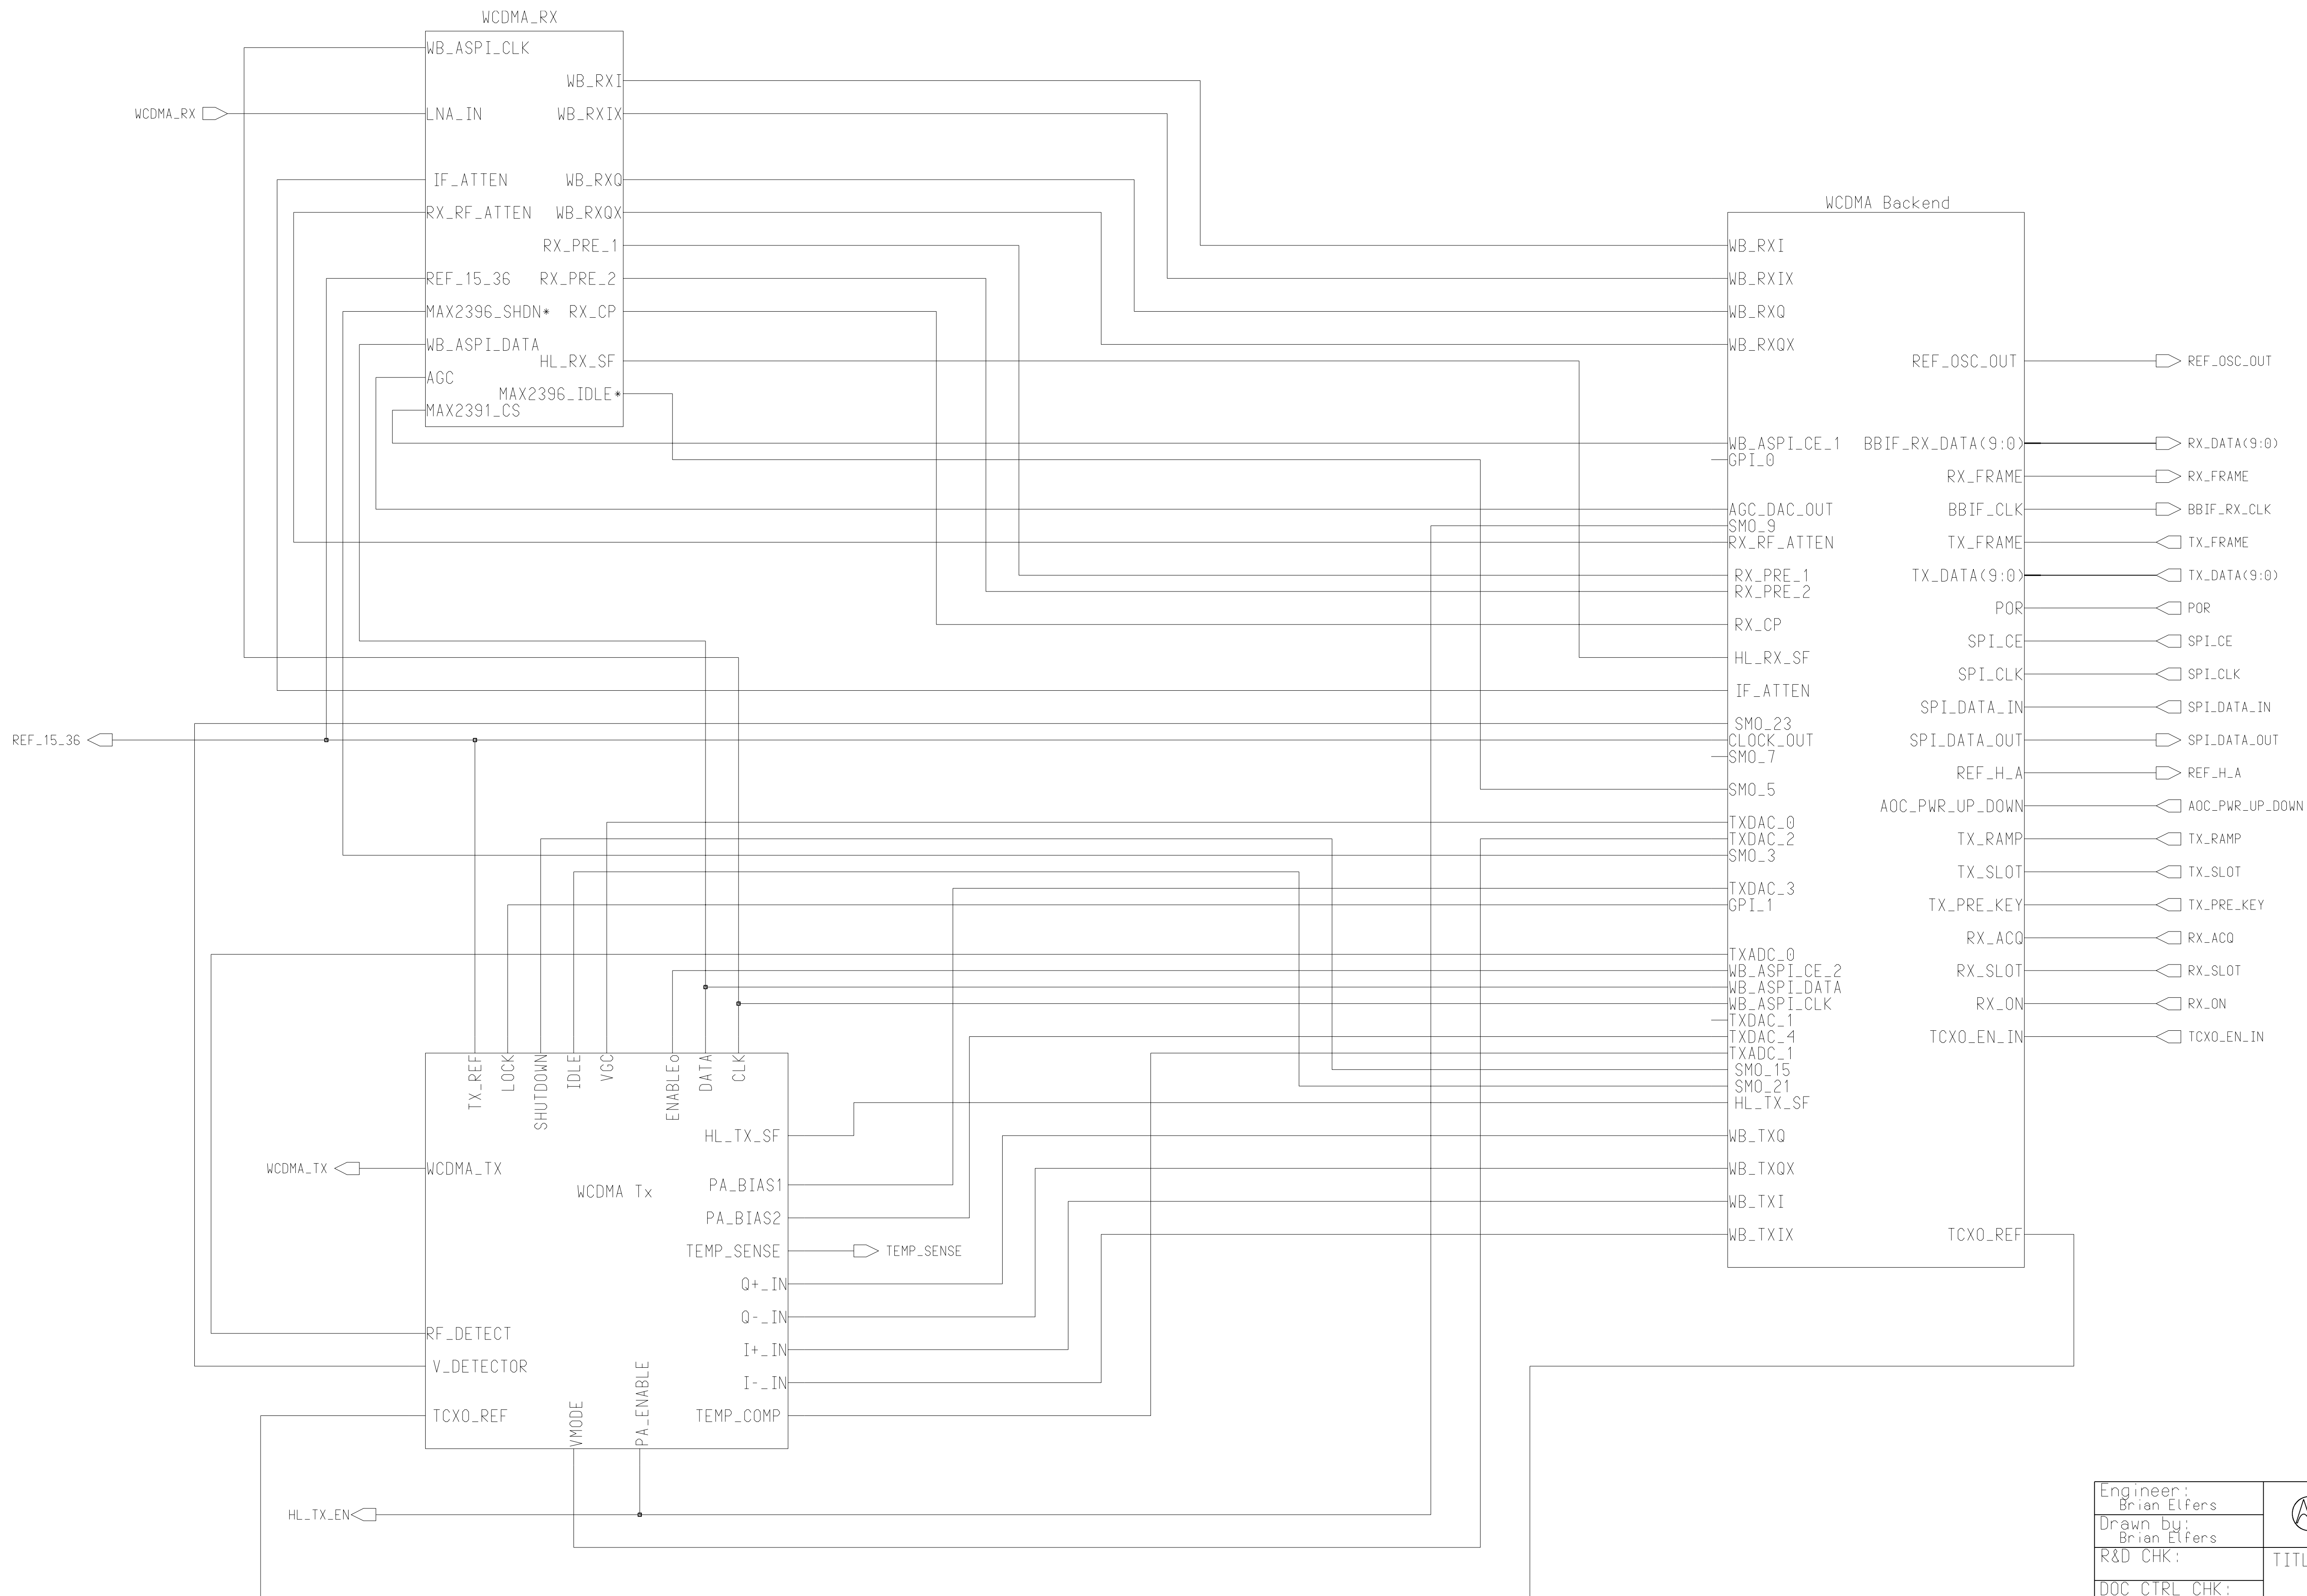 WCDMA_RX
WB_ASPI_CLK
WB_RXI
WCDMA_RX
LNA_IN
WB_RXIX
IF_ATTEN
WB_RXQ
RX_RF_ATTEN
WB_RXQX
RX_PRE_1
REF_15_36
RX_PRE_2
MAX2396_SHDN*
RX_CP
WB_ASPI_DATA
HL_RX_SF
AGC
MAX2396_IDLE*
MAX2391_CS
WCDMA Backend
WB_RXI
WB_RXIX
WB_RXQ
WB_RXQX
WB_ASPI_CE_1
GPI_0
AGC_DAC_OUT
SMO_9
RX_RF_ATTEN
RX_PRE_1
RX_PRE_2
RX_CP
HL_RX_SF
IF_ATTEN
SMO_23
CLOCK_OUT
SMO_7
SMO_5
TXDAC_0
TXDAC_2
SMO_3
TXDAC_3
GPI_1
TXADC_0
WB_ASPI_CE_2
WB_ASPI_DATA
WB_ASPI_CLK
TXDAC_1
TXDAC_4
TXADC_1
SMO_15
SMO_21
HL_TX_SF
WB_TXQ
WB_TXQX
WB_TXI
WB_TXIX
REF_OSC_OUT
BBIF_RX_DATA(9:0)
RX_FRAME
BBIF_CLK
TX_FRAME
TX_DATA(9:0)
POR
SPI_CE
SPI_CLK
SPI_DATA_IN
SPI_DATA_OUT
REF_H_A
AOC_PWR_UP_DOWN
TX_RAMP
TX_SLOT
TX_PRE_KEY
RX_ACQ
RX_SLOT
RX_ON
TCXO_EN_IN
TCXO_REF
REF_OSC_OUT
RX_DATA(9:0)
RX_FRAME
BBIF_RX_CLK
TX_FRAME
TX_DATA(9:0)
POR
SPI_CE
SPI_CLK
SPI_DATA_IN
SPI_DATA_OUT
REF_H_A
AOC_PWR_UP_DOWN
TX_RAMP
TX_SLOT
TX_PRE_KEY
RX_ACQ
RX_SLOT
RX_ON
TCXO_EN_IN
REF_15_36
TX_REF
LOCK
SHUTDOWN
IDLE
VGC
ENABLEo
DATA
CLK
HL_TX_SF
WCDMA_TX
WCDMA_TX
WCDMA Tx
PA_BIAS1
PA_BIAS2
TEMP_SENSE
TEMP_SENSE
Q+_IN
Q-_IN
RF_DETECT
I+_IN
V_DETECTOR
I-_IN
TCXO_REF
VMODE
PA_ENABLE
TEMP_COMP
HL_TX_EN
Engineer:
Brian Elfers
Drawn by:
Brian Elfers
R&D CHK:
TITL
DOC CTRL CHK: